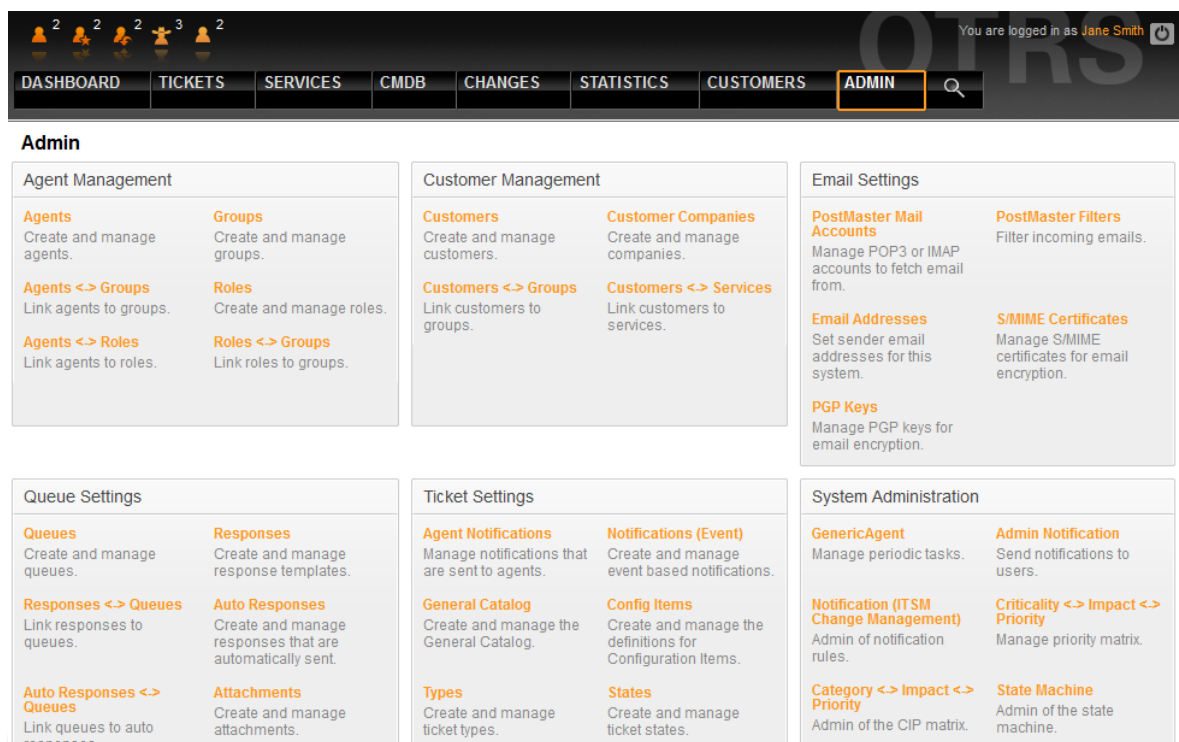 2 2 2 3 2
OTRS
You are logged in as Jane Smith
DASHBOARD TICKETS SERVICES CMDB CHANGES STATISTICS CUSTOMERS ADMIN
Admin
Agent Management
Agents
Create and manage
agents.
Groups
Create and manage
groups.
Agents <-> Groups
Link agents to groups.
Roles
Create and manage roles.
Agents <-> Roles
Link agents to roles.
Roles <-> Groups
Link roles to groups.
Customer Management
Customers
Create and manage
customers.
Customer Companies
Create and manage
companies.
Customers <-> Groups
Link customers to
groups.
Customers <-> Services
Link customers to
services.
Email Settings
PostMaster Mail
Accounts
Manage POP3 or IMAP
accounts to fetch email
from.
PostMaster Filters
Filter incoming emails.
Email Addresses
Set sender email
addresses for this
system.
S/MIME Certificates
Manage S/MIME
certificates for email
encryption.
PGP Keys
Manage PGP keys for
email encryption.
Queue Settings
Queues
Create and manage
queues.
Responses
Create and manage
response templates.
Responses <-> Queues
Link responses to
queues.
Auto Responses
Create and manage
responses that are
automatically sent.
Auto Responses <->
Queues
Link queues to auto
Attachments
Create and manage
attachments.
Ticket Settings
Agent Notifications
Manage notifications that
are sent to agents.
Notifications (Event)
Create and manage
event based notifications.
General Catalog
Create and manage the
General Catalog.
Config Items
Create and manage the
definitions for
Configuration Items.
Types
Create and manage
ticket types.
States
Create and manage
ticket states.
System Administration
GenericAgent
Manage periodic tasks.
Admin Notification
Send notifications to
users.
Notification (ITSM
Change Management)
Admin of notification
rules.
Criticality <-> Impact <->
Priority
Manage priority matrix.
Category <-> Impact <->
Priority
Admin of the CIP matrix.
State Machine
Admin of the state
machine.